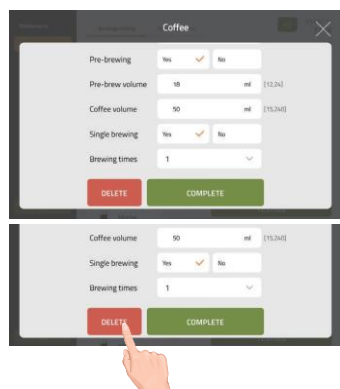 Coffee
Pre-brewing Yes No
Pre-brew volume 18 ml [12,24]
Coffee volume 50 ml [15,240]
Single brewing Yes No
Brewing times 1
DELETE COMPLETE
Coffee volume 50 ml [15,240]
Single brewing Yes No
Brewing times 1
DELETE COMPLETE